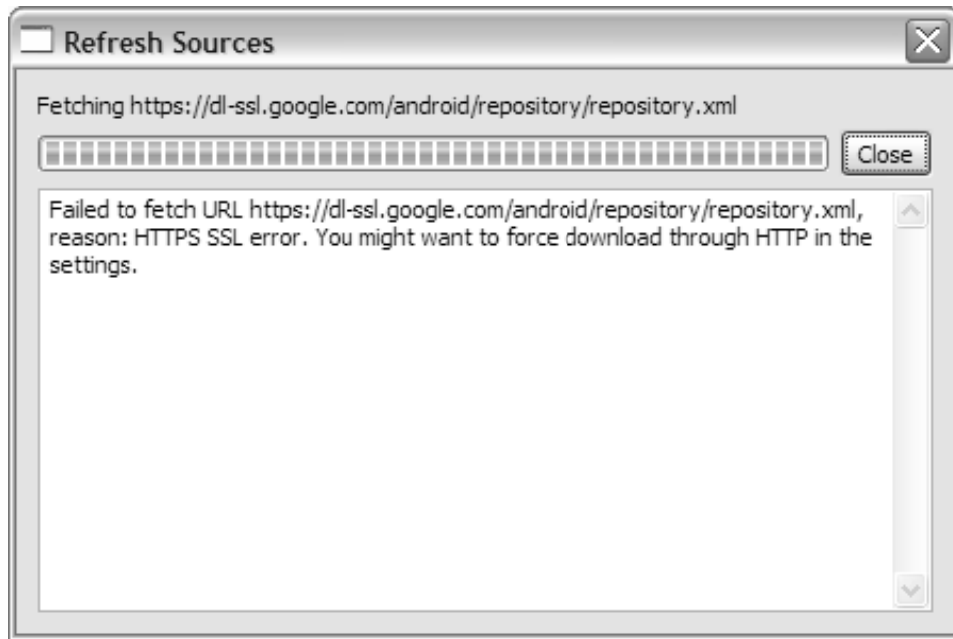 Refresh Sources
Fetching https://dl-ssl.google.com/android/repository/repository.xml
Close
Failed to fetch URL https://dl-ssl.google.com/android/repository/repository.xml,
reason: HTTPS SSL error. You might want to force download through HTTP in the
settings.